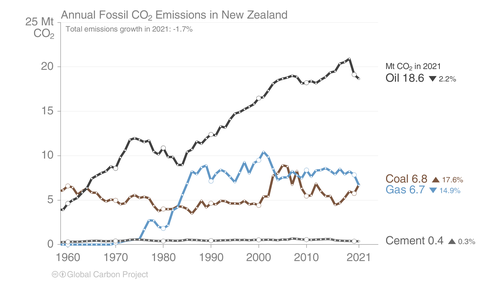 Annual Fossil CO₂ Emissions in New Zealand
25 Mt
CO₂
Total emissions growth in 2021: -1.7%
20
15
10
5
0
1960
1970
1980
1990
2000
2010
2021
Mt CO₂ in 2021
Oil 18.6 ▼ 2.2%
Coal 6.8 ▲ 17.6%
Gas 6.7 ▼ 14.9%
Cement 0.4 ▲ 0.3%
Global Carbon Project